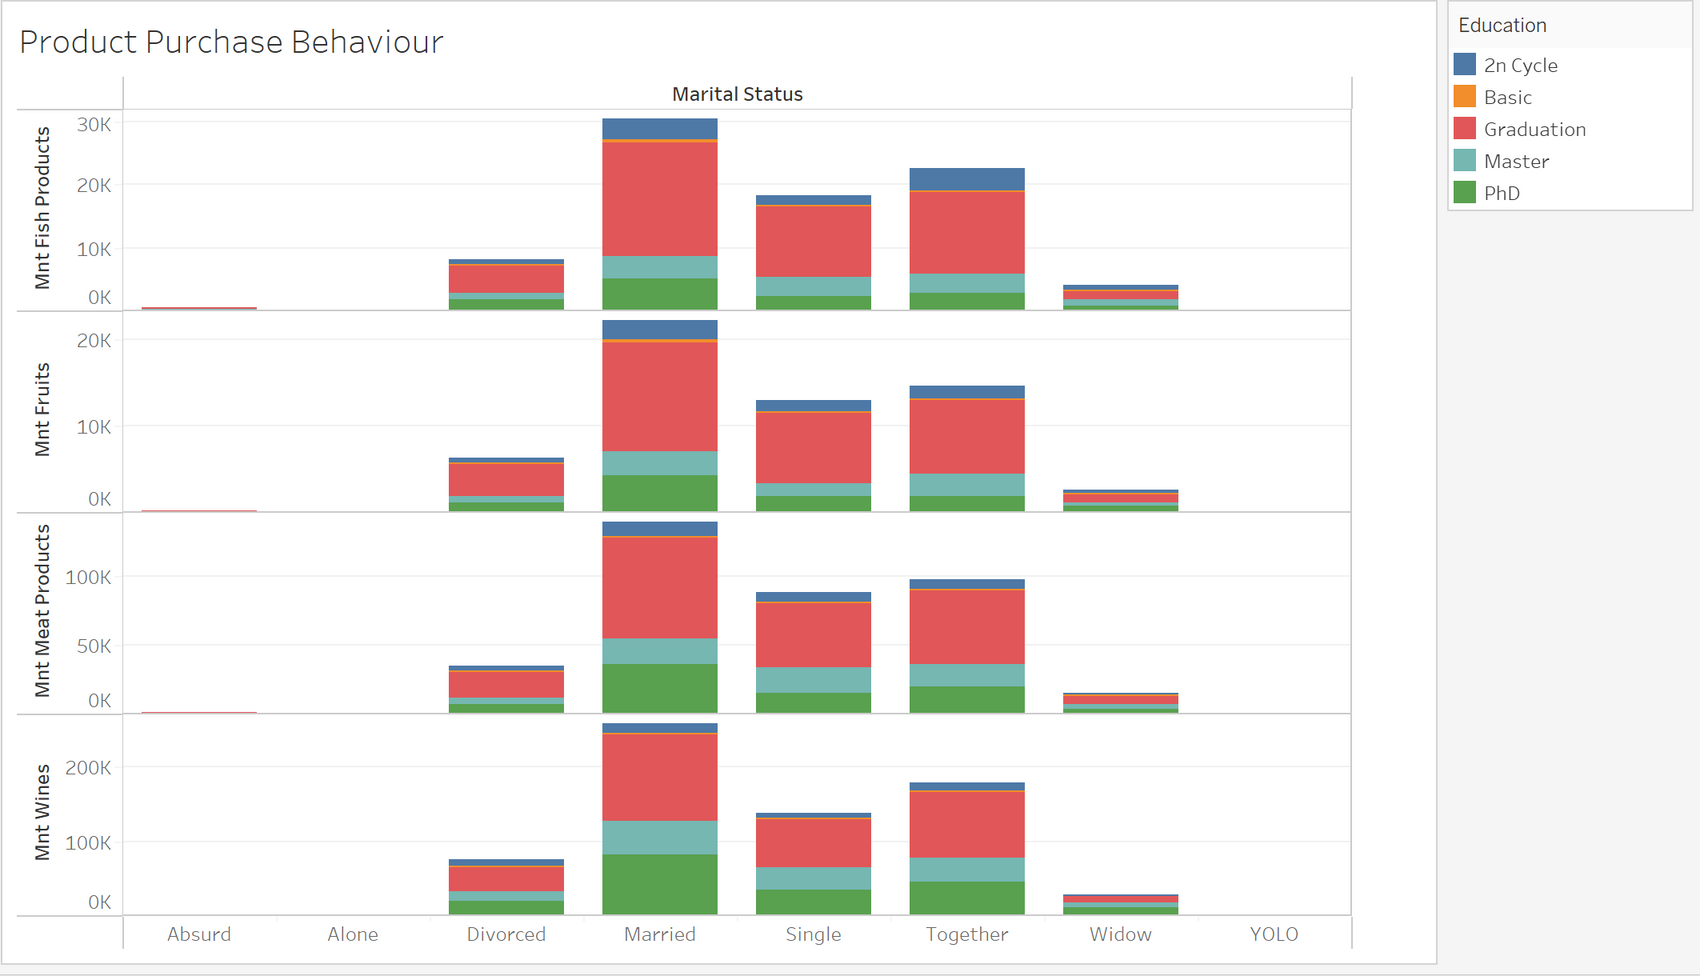 Product Purchase Behaviour
Marital Status
Mnt Fish Products
30K
20K
10K
0K
Mnt Fruits
20K
10K
0K
Mnt Meat Products
100K
50K
0K
Mnt Wines
200K
100K
0K
Absurd
Alone
Divorced
Married
Single
Together
Widow
YOLO
Education
2n Cycle
Basic
Graduation
Master
PhD